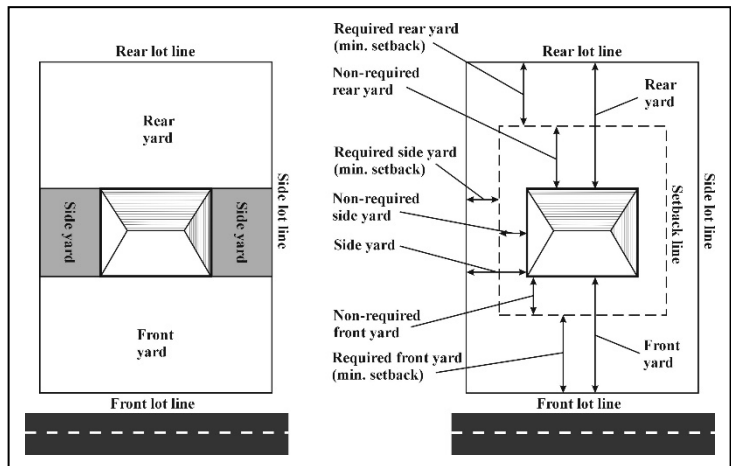 Rear lot line
Rear
yard
Side yard
Side yard
Side lot line
Front
yard
Front lot line
Required rear yard
(min. setback)
Non-required
rear yard
Required side yard
(min. setback)
Non-required
side yard
Side yard
Non-required
front yard
Required front yard
(min. setback)
Rear lot line
Rear
yard
Setback line
Side lot line
Front
yard
Front lot line